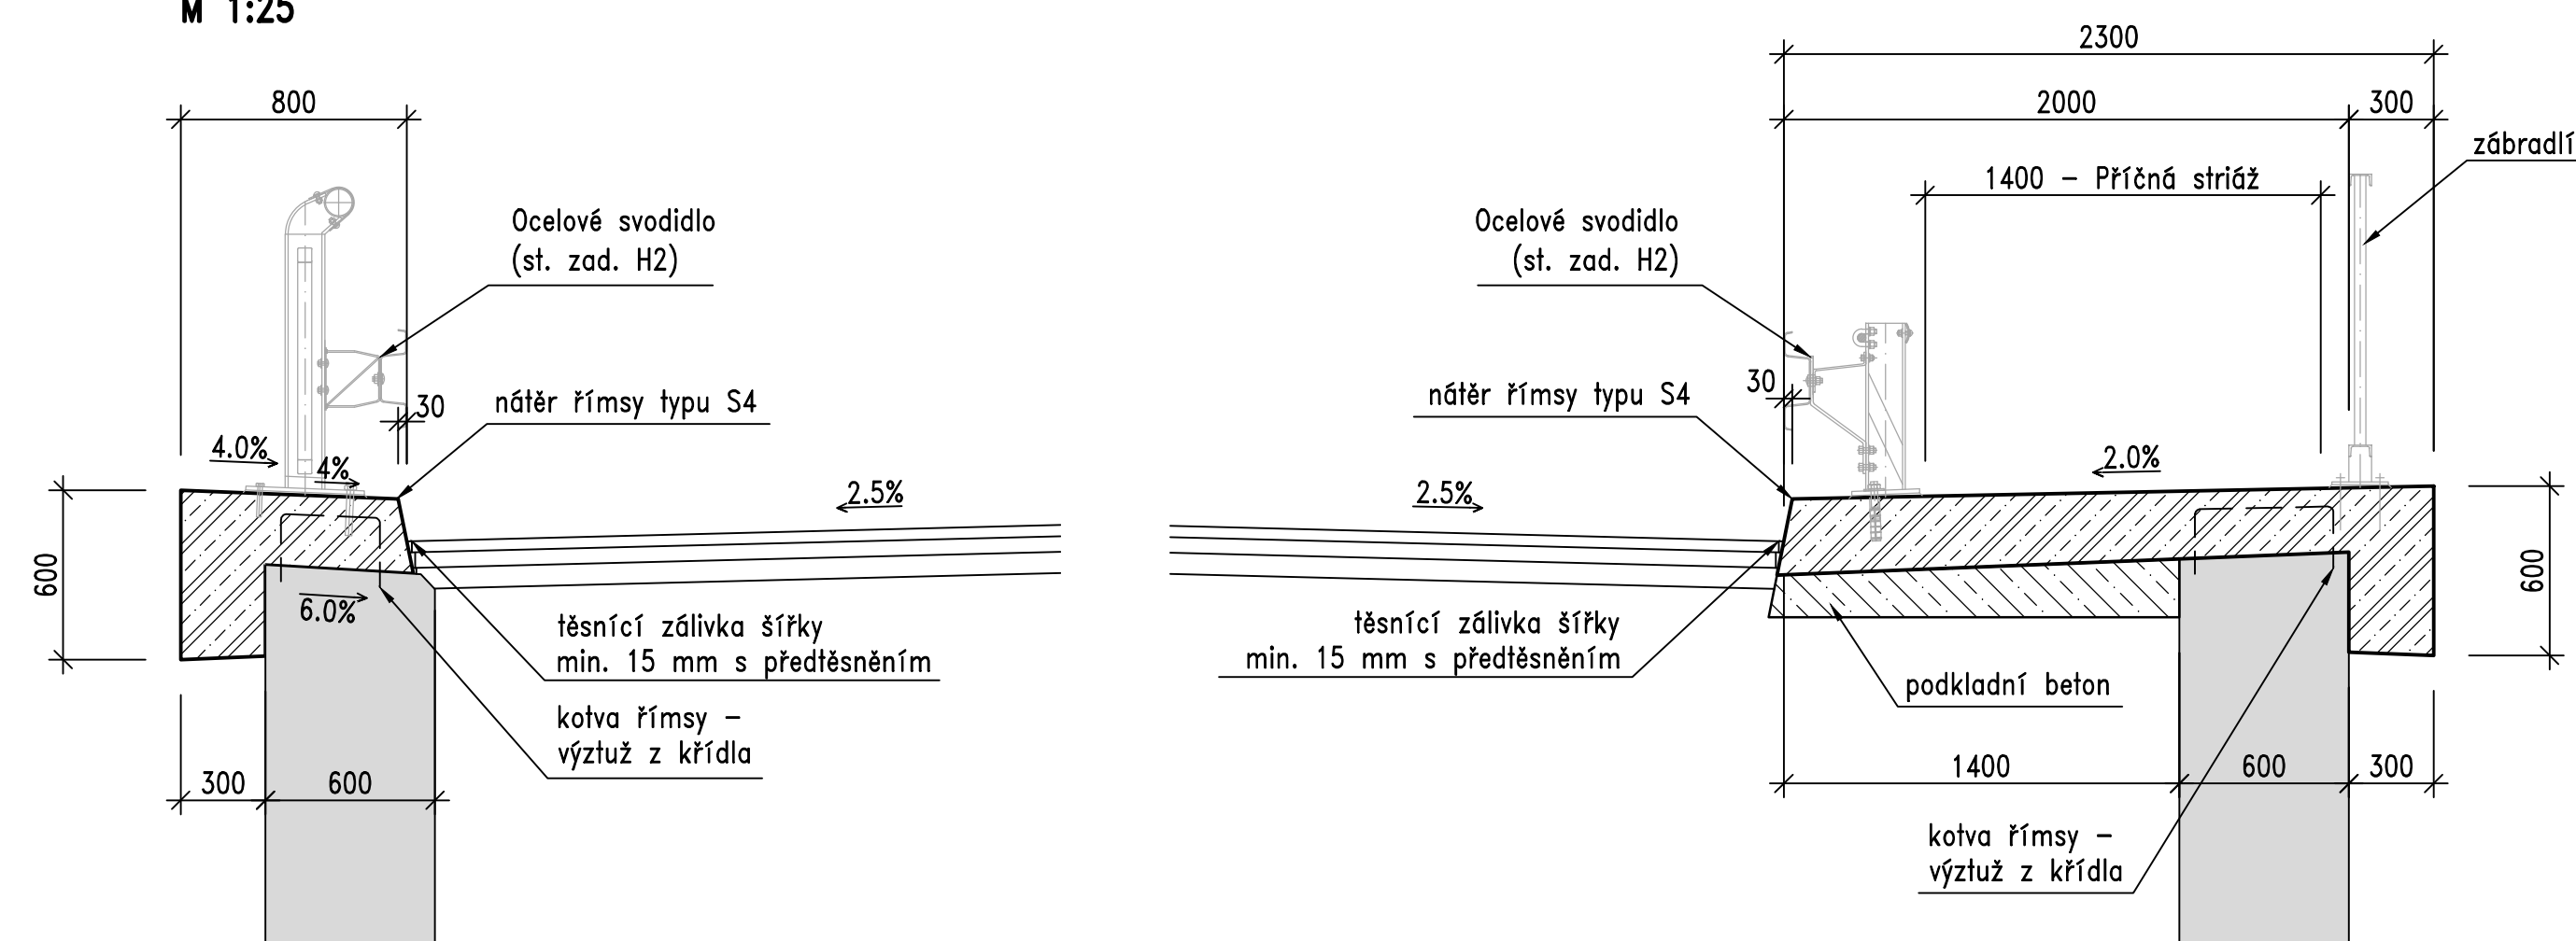 M 1:25
2300
800
2000
300
zábradlí
1400 – Příčná striáž
Ocelové svodidlo
(st. zad. H2)
Ocelové svodidlo
(st. zad. H2)
30
nátěr římsy typu S4
30
nátěr římsy typu S4
4.0%
4%
2.5%
2.5%
2.0%
600
600
6.0%
těsnící zálivka šířky
min. 15 mm s předtěsněním
těsnící zálivka šířky
min. 15 mm s předtěsněním
podkladní beton
kotva římsy –
výztuž z křídla
300
600
1400
600
300
kotva římsy –
výztuž z křídla